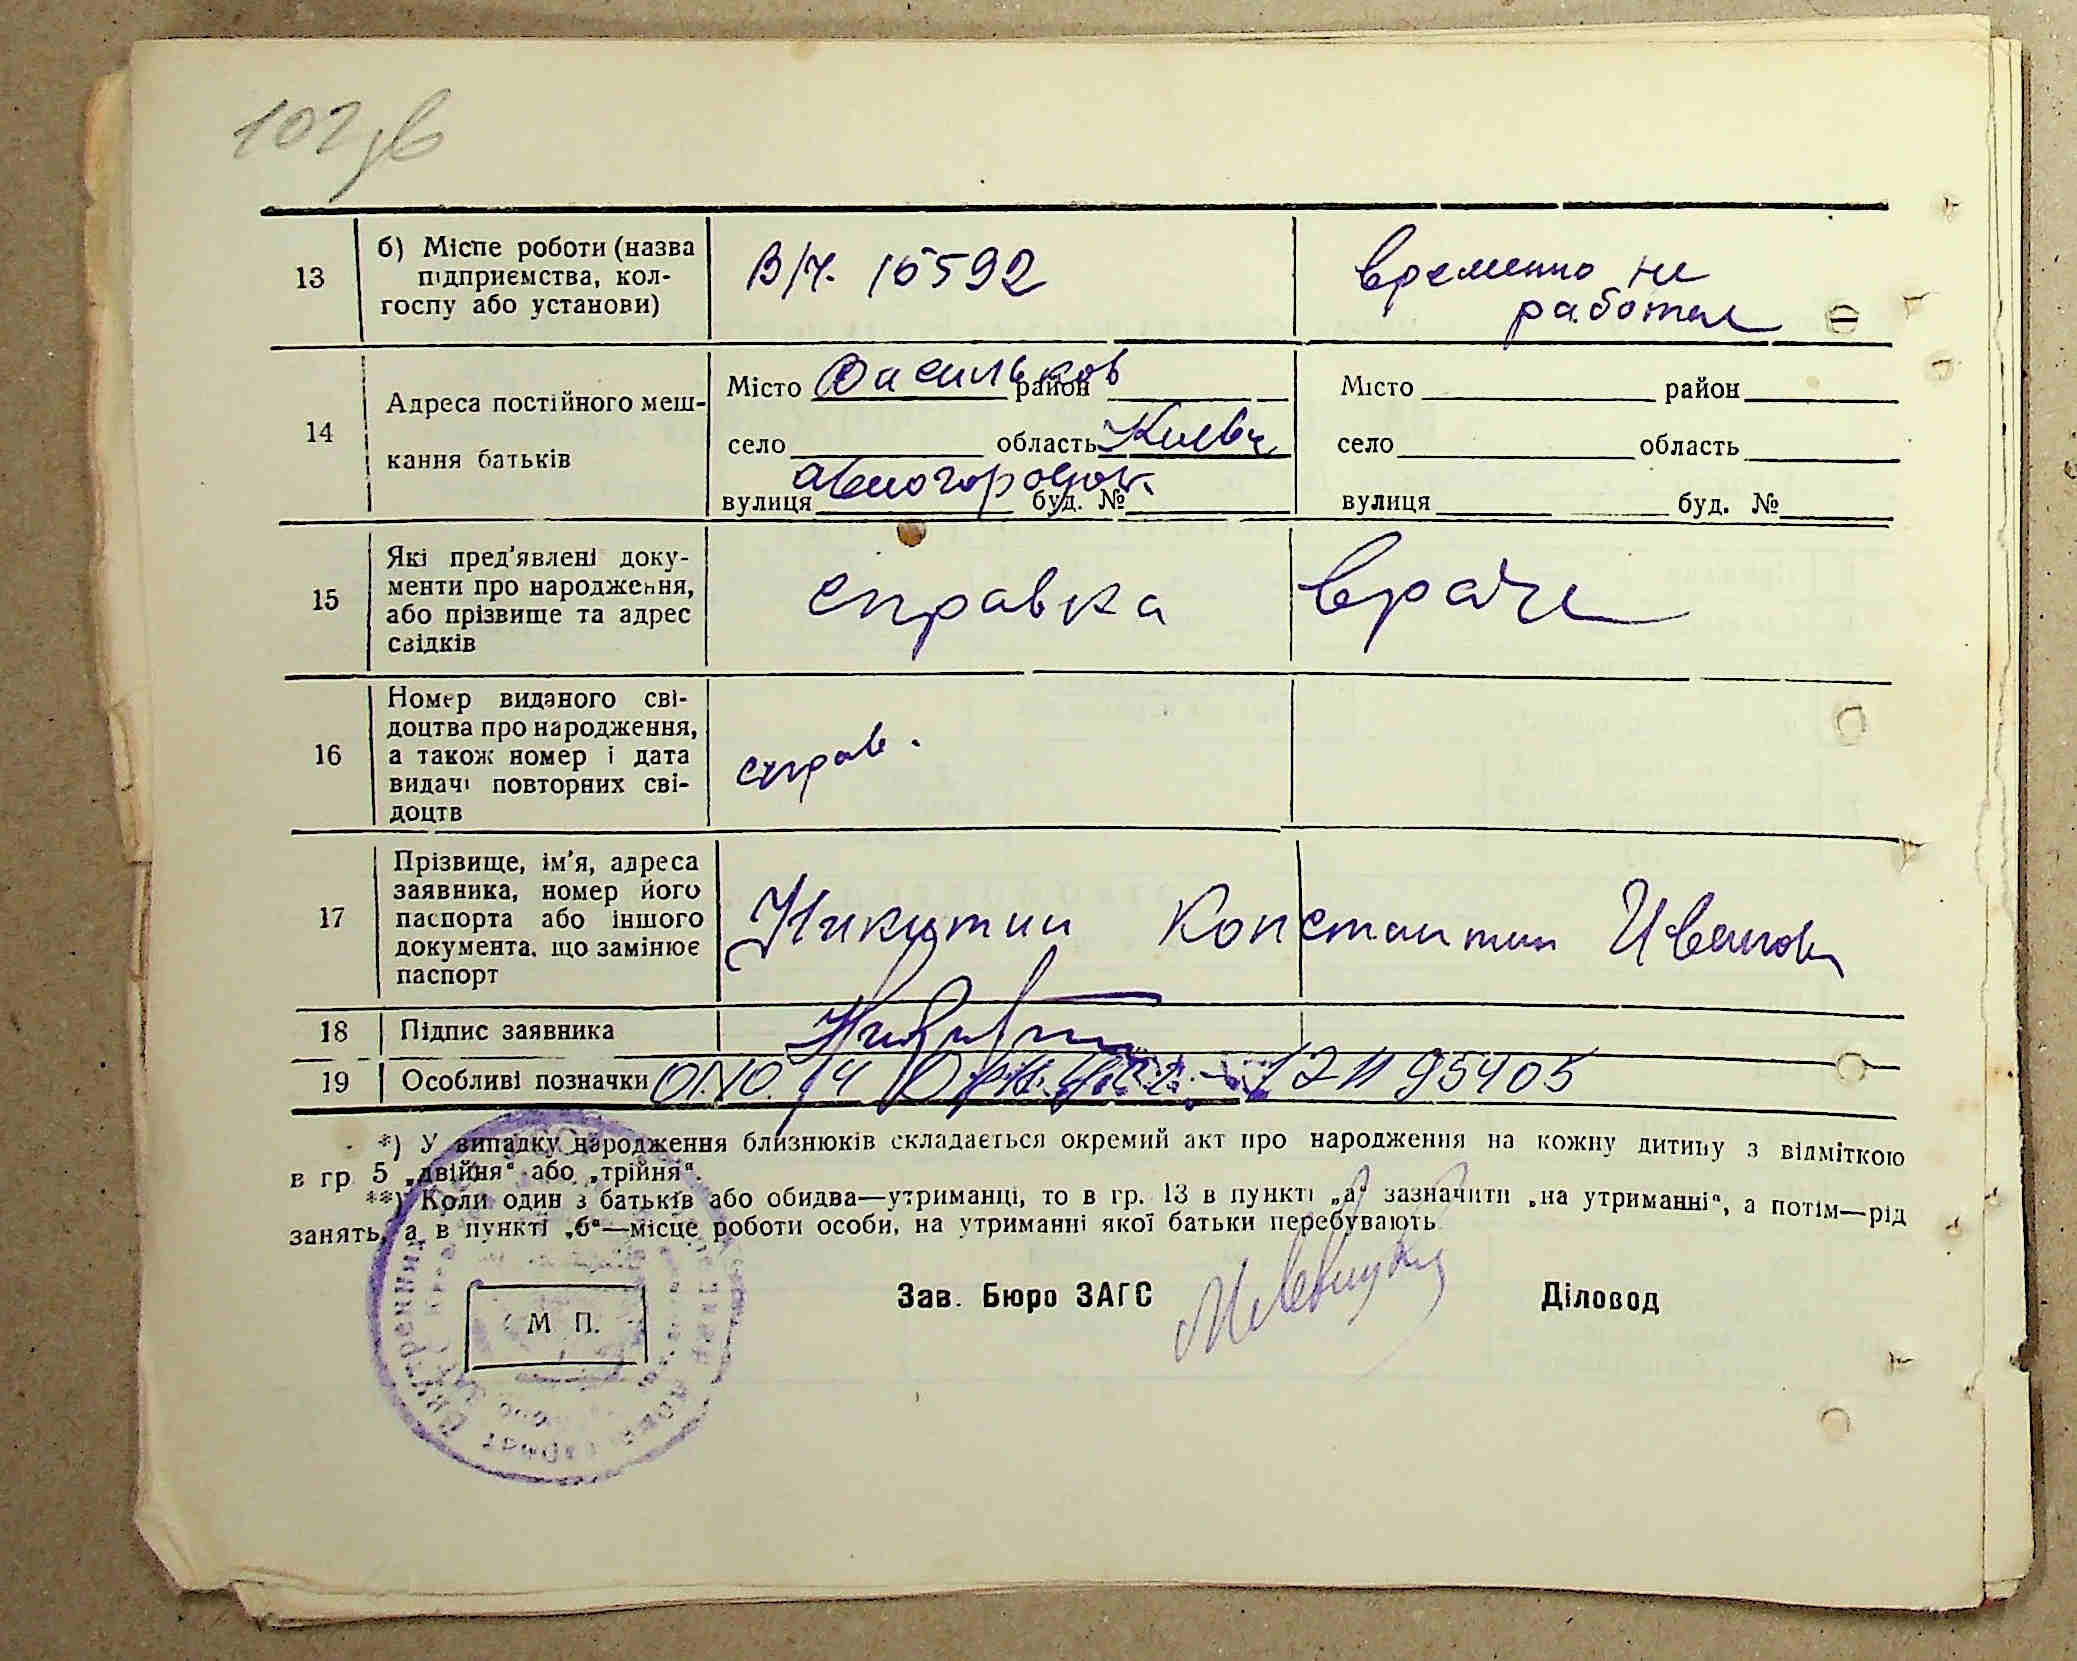 102 зв
13
б) Місце роботи (назва
підприємства, кол-
госпу або установи)
В/ч. 15592
временно не
работал
14
Адреса постійного меш-
кання батьків
Місто Васильков район
село область Киевск
вулиця авиогородок. буд. №
Місто район
село область
вулиця буд. №
15
Які пред'явлені доку-
менти про народження,
або прізвище та адрес
свідків
справка врача
16
Номер виданого сві-
доцтва про народження,
а також номер і дата
видачі повторних сві-
доцтв
справ.
17
Прізвище, ім'я, адреса
заявника, номер його
паспорта або іншого
документа, що замінює
паспорт
Никитин Константин Иванов
18 Підпис заявника
19 Особливі позначки 95405
*) У випадку народження близнюків складається окремий акт про народження на кожну дитину з відміткою
в гр 5 „двійня“ або „трійня“.
**) Коли один з батьків або обидва—утриманці, то в гр. 13 в пункті „а“ зазначити „на утриманні“, а потім—рід
занять, а в пункті „б“—місце роботи особи, на утриманні якої батьки перебувають
М П.
Зав. Бюро ЗАГС
Діловод